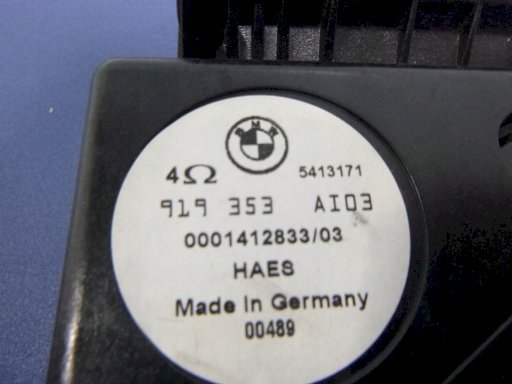 BMW
4Ω 5413171
919 353 AI03
0001412833/03
HAES
Made In Germany
00489